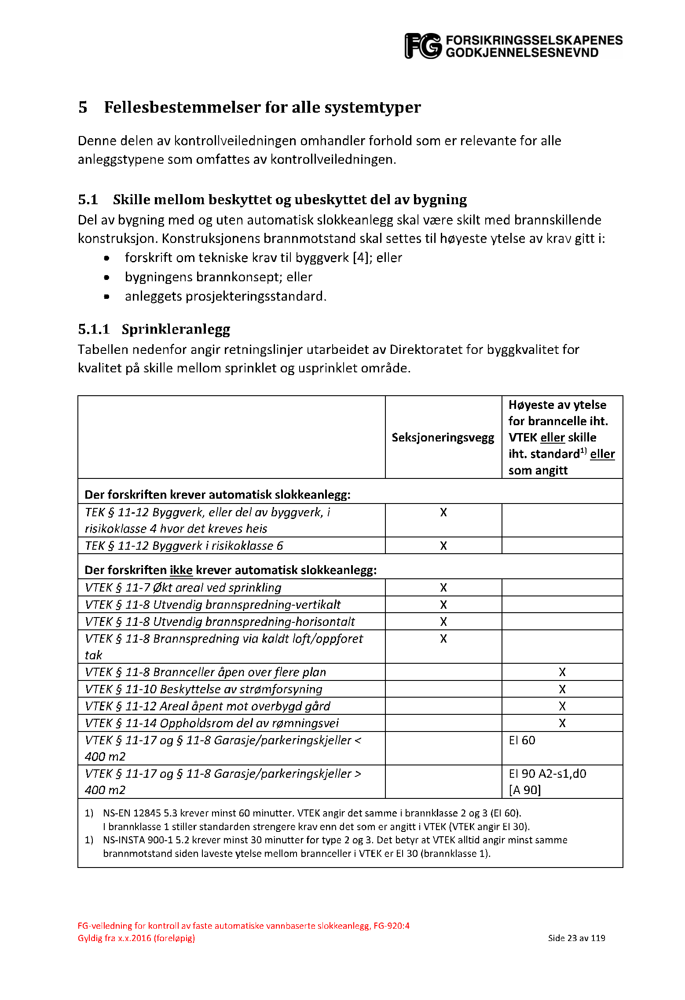 FG FORSIKRINGSSELSKAPENES
GODKJENNELSESNEVND
5 Fellesbestemmelser for alle systemtyper
Denne delen av kontrollveiledningen omhandler forhold som er relevante for alle
anleggstypene som omfattes av kontrollveiledningen.
5.1 Skille mellom beskyttet og ubeskyttet del av bygning
Del av bygning med og uten automatisk slokkeanlegg skal være skilt med brannskillende
konstruksjon. Konstruksjonens brannmotstand skal settes til høyeste ytelse av krav gitt i:
• forskrift om tekniske krav til byggverk [4]; eller
• bygningens brannkonsept; eller
• anleggets prosjekteringsstandard.
5.1.1 Sprinkleranlegg
Tabellen nedenfor angir retningslinjer utarbeidet av Direktoratet for byggkvalitet for
kvalitet på skille mellom sprinklet og usprinklet område.
Seksjoneringsvegg
Høyeste av ytelse
for branncelle iht.
VTEK eller skille
iht. standard1) eller
som angitt
Der forskriften krever automatisk slokkeanlegg:
TEK § 11-12 Byggverk, eller del av byggverk, i X
risikoklasse 4 hvor det kreves heis
TEK § 11-12 Byggverk i risikoklasse 6 X
Der forskriften ikke krever automatisk slokkeanlegg:
VTEK § 11-7 Økt areal ved sprinkling X
VTEK § 11-8 Utvendig brannspredning-vertikalt X
VTEK § 11-8 Utvendig brannspredning-horisontalt X
VTEK § 11-8 Brannspredning via kaldt loft/oppforet X
tak
VTEK § 11-8 Brannceller åpen over flere plan X
VTEK § 11-10 Beskyttelse av strømforsyning X
VTEK § 11-12 Areal åpent mot overbygd gård X
VTEK § 11-14 Oppholdsrom del av rømningsvei X
VTEK § 11-17 og § 11-8 Garasje/parkeringskjeller < EI 60
400 m2
VTEK § 11-17 og § 11-8 Garasje/parkeringskjeller > EI 90 A2-s1,d0
400 m2 [A 90]
1) NS-EN 12845 5.3 krever minst 60 minutter. VTEK angir det samme i brannklasse 2 og 3 (EI 60).
I brannklasse 1 stiller standarden strengere krav enn det som er angitt i VTEK (VTEK angir EI 30).
1) NS-INSTA 900-1 5.2 krever minst 30 minutter for type 2 og 3. Det betyr at VTEK alltid angir minst samme
brannmotstand siden laveste ytelse mellom brannceller i VTEK er EI 30 (brannklasse 1).
FG-veiledning for kontroll av faste automatiske vannbaserte slokkeanlegg, FG-920:4
Gyldig fra x.x.2016 (foreløpig) Side 23 av 119